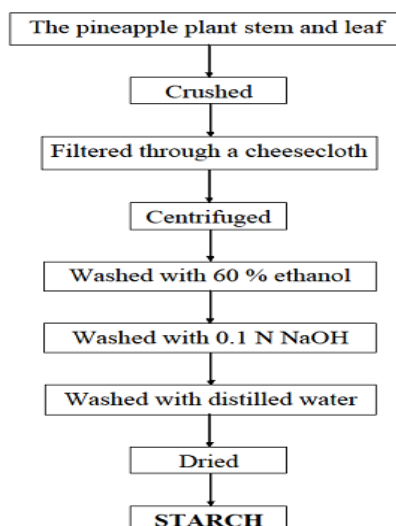 The pineapple plant stem and leaf
Crushed
Filtered through a cheesecloth
Centrifuged
Washed with 60 % ethanol
Washed with 0.1 N NaOH
Washed with distilled water
Dried
STARCH